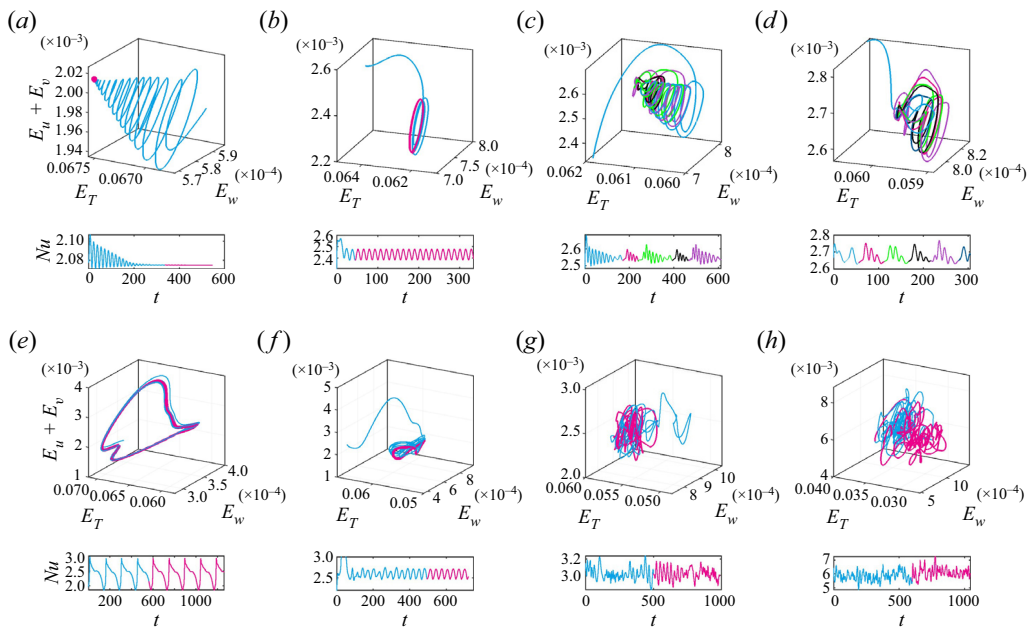 (a) (b) (c) (d)
(×10⁻³) (×10⁻³) (×10⁻³) (×10⁻³)
E_u + E_v
2.02 2.00 1.98 1.96 1.94
0.0675 0.0670
E_T
5.7 5.8 5.9
(×10⁻⁴)
E_w
2.6 2.4 2.2
0.064 0.062
E_T
7.0 7.5 8.0
(×10⁻⁴)
E_w
2.7 2.6 2.5 2.4
0.062 0.061 0.060
E_T
7 8
(×10⁻⁴)
E_w
2.8 2.7 2.6
0.060 0.059
E_T
8.0 8.2
(×10⁻⁴)
E_w
Nu
2.10 2.08
0 200 400 600
t
2.6 2.5 2.4
0 100 200 300
t
2.6 2.5
0 200 400 600
t
2.8 2.7 2.6
0 100 200 300
t
(e) (f) (g) (h)
(×10⁻³) (×10⁻³) (×10⁻³) (×10⁻³)
E_u + E_v
4 3 2 1
0.070 0.065 0.060
E_T
3.0 3.5 4.0
(×10⁻⁴)
E_w
5 4 3 2 1
0.06 0.05
E_T
4 6 8
(×10⁻⁴)
E_w
3.0 2.5 2.0
0.060 0.055 0.050
E_T
8 9 10
(×10⁻⁴)
E_w
8 6 4
0.040 0.035 0.030
E_T
5 10
(×10⁻⁴)
E_w
Nu
3.0 2.5 2.0
200 600 1000
t
3.0 2.5
0 200 400 600
t
3.2 3.0
0 500 1000
t
7 6 5
0 500 1000
t